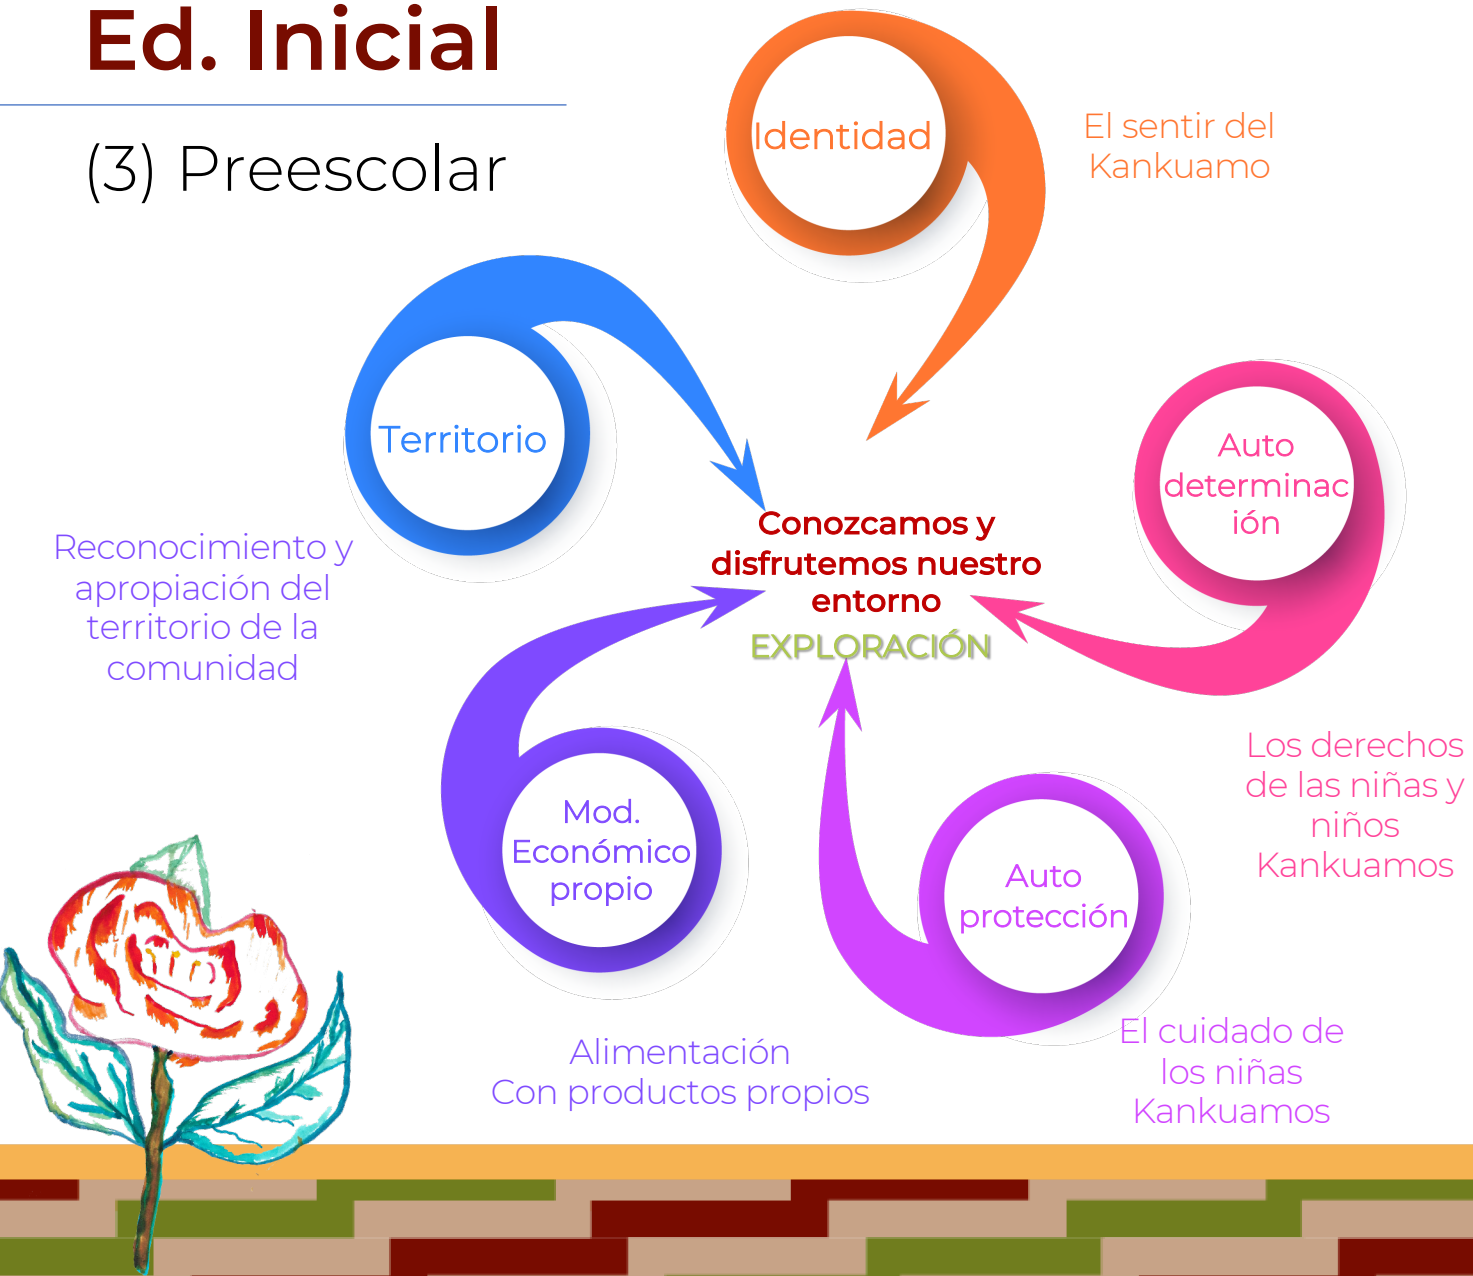 Ed. Inicial
(3) Preescolar
Identidad
El sentir del
Kankuamo
Territorio
Reconocimiento y
apropiación del
territorio de la
comunidad
Auto
determinac
ión
Los derechos
de las niñas y
niños
Kankuamos
Conozcamos y
disfrutemos nuestro
entorno
EXPLORACIÓN
Mod.
Económico
propio
Alimentación
Con productos propios
Auto
protección
El cuidado de
los niñas
Kankuamos